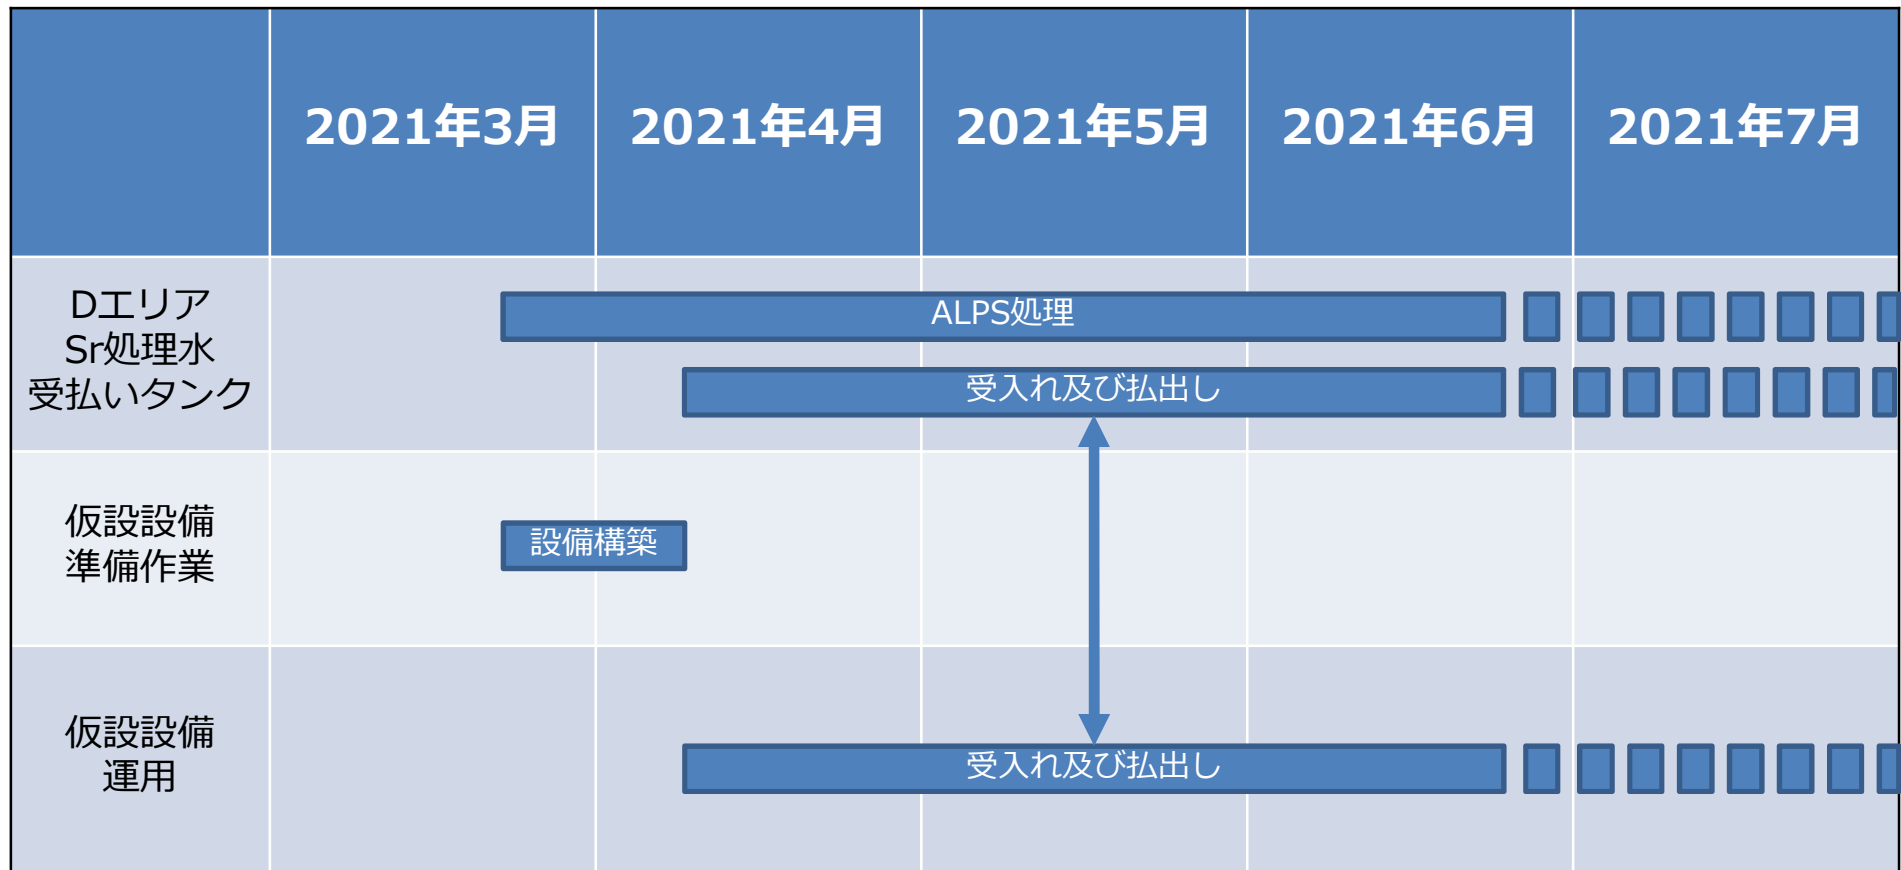 2021年3月
2021年4月
2021年5月
2021年6月
2021年7月
Dエリア
Sr処理水
受払いタンク
ALPS処理
受入れ及び払出し
仮設設備
準備作業
設備構築
仮設設備
運用
受入れ及び払出し